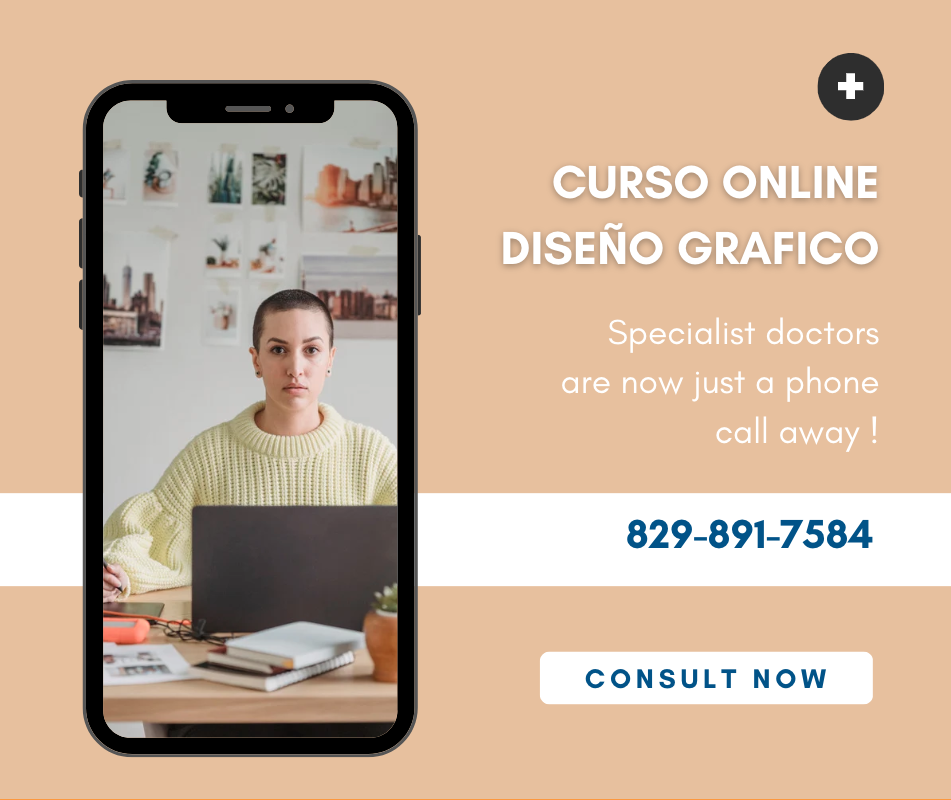 CURSO ONLINE
DISEÑO GRAFICO
Specialist doctors
are now just a phone
call away !
829-891-7584
CONSULT NOW